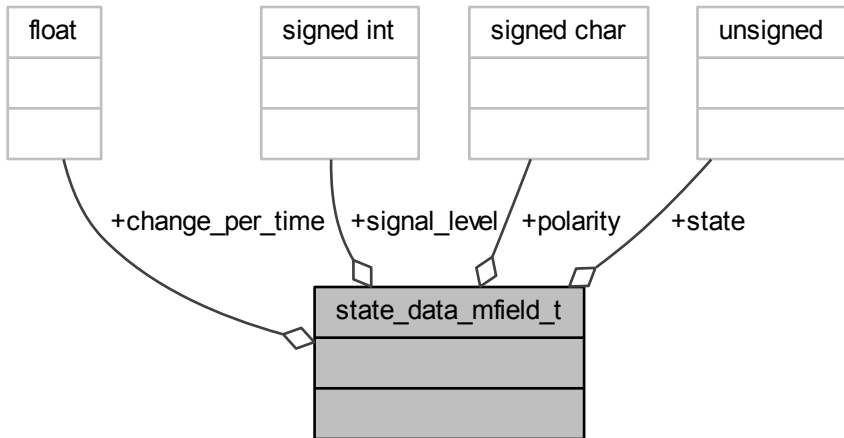 float
signed int
signed char
unsigned
+change_per_time
+signal_level
+polarity
+state
state_data_mfield_t